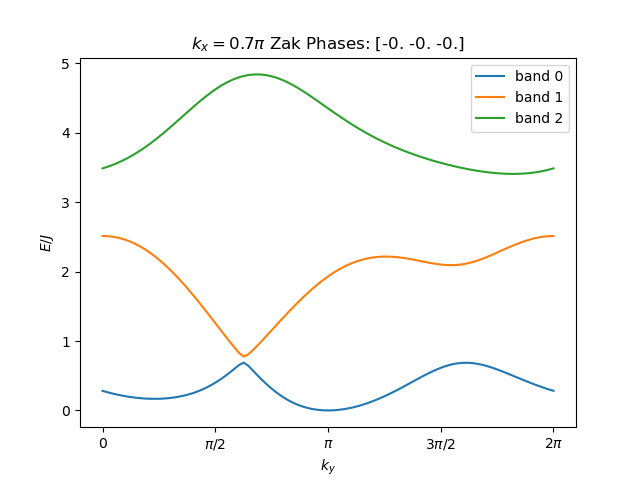 $k_x = 0.7\pi$ Zak Phases: [-0. -0. -0.]
E/J
5
4
3
2
1
0
band 0
band 1
band 2
0
π/2
π
3π/2
2π
$k_y$